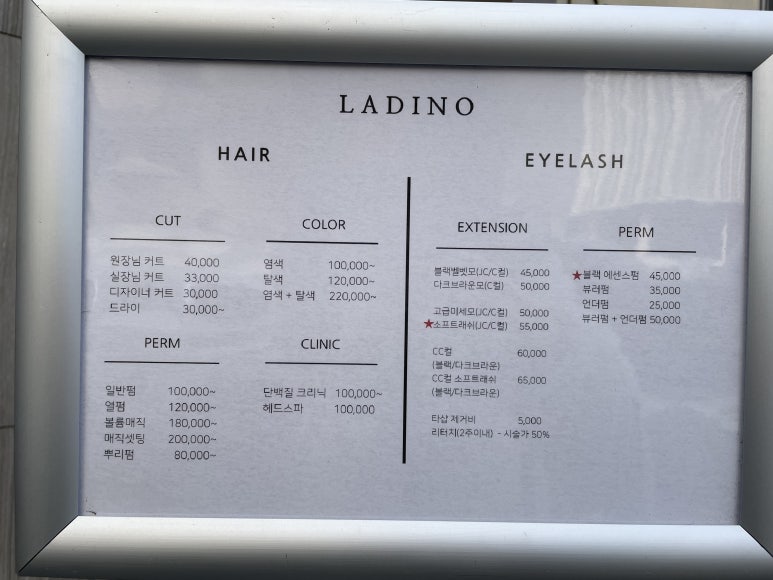 LADINO
HAIR
CUT
원장님 커트 40,000
실장님 커트 33,000
디자이너 커트 30,000
드라이 30,000~
COLOR
염색 100,000~
탈색 120,000~
염색 + 탈색 220,000~
PERM
일반펌 100,000~
열펌 120,000~
볼륨매직 180,000~
매직셋팅 200,000~
뿌리펌 80,000~
CLINIC
단백질 크리닉 100,000~
헤드스파 100,000
EYELASH
EXTENSION
블랙벨벳모(JC/C컬) 45,000
다크브라운모(C컬) 50,000
고급미세모(JC/C컬) 50,000
★소프트래쉬(JC/C컬) 55,000
CC컬 60,000
(블랙/다크브라운)
CC컬 소프트래쉬 65,000
(블랙/다크브라운)
타샵 제거비 5,000
리터치(2주이내) - 시술가 50%
PERM
★블랙 에센스펌 45,000
뷰러펌 35,000
언더펌 25,000
뷰러펌 + 언더펌 50,000